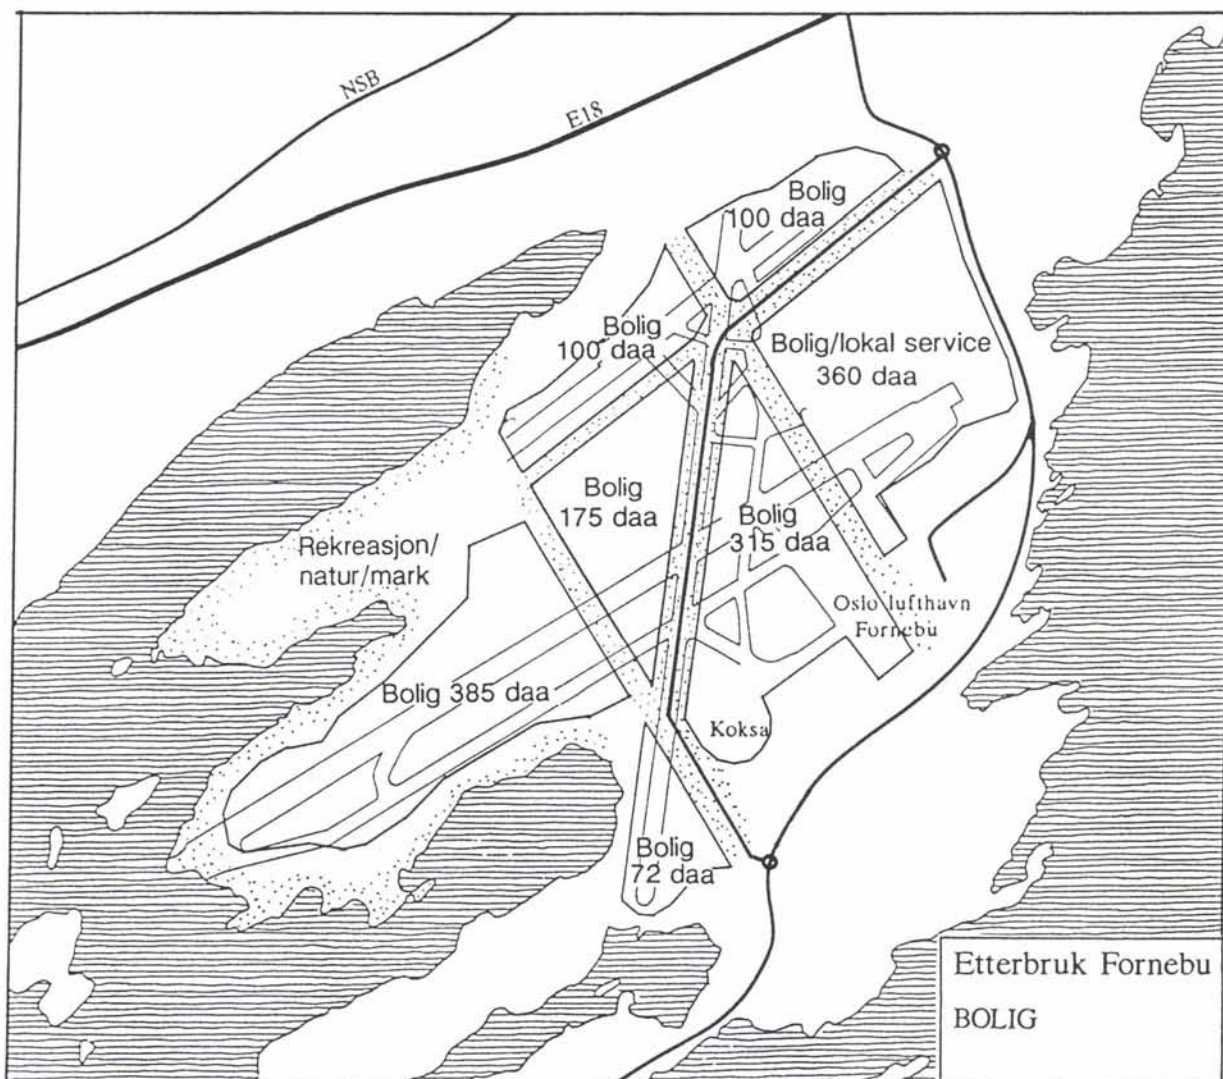 NSB
E18
Bolig
100 daa
Bolig
100 daa
Bolig/lokal service
360 daa
Bolig
175 daa
Bolig
315 daa
Rekreasjon/
natur/mark
Oslo lufthavn
Fornebu
Bolig 385 daa
Koksa
Bolig
72 daa
Etterbruk Fornebu
BOLIG